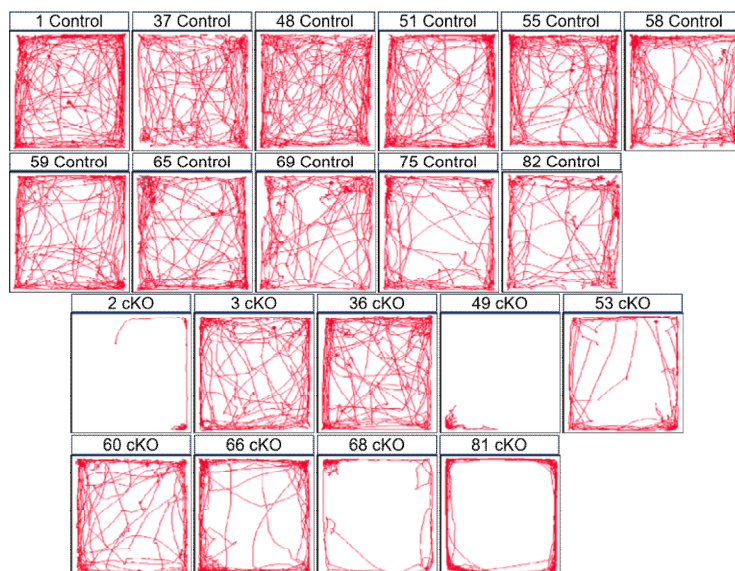 1 Control 37 Control 48 Control 51 Control 55 Control 58 Control
59 Control 65 Control 69 Control 75 Control 82 Control
2 cKO 3 cKO 36 cKO 49 cKO 53 cKO
60 cKO 66 cKO 68 cKO 81 cKO